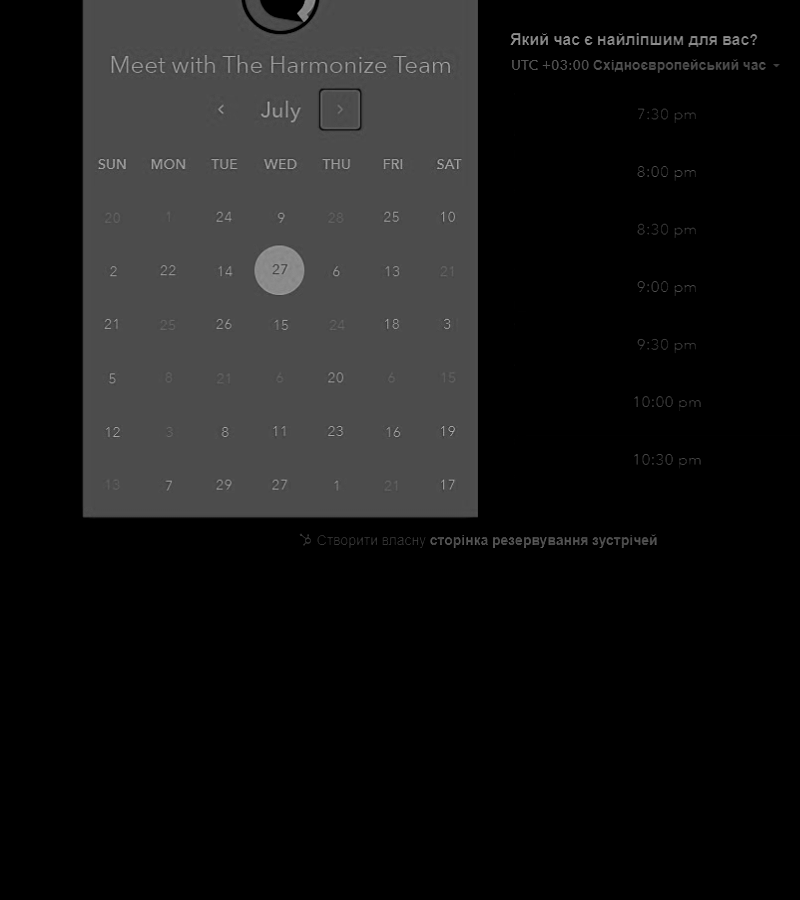 Meet with The Harmonize Team
July
SUN MON TUE WED THU FRI SAT
20 1 24 9 28 25 10
2 22 14 27 6 13 21
21 25 26 15 24 18 3
5 8 21 6 20 6 15
12 3 8 11 23 16 19
13 7 29 27 1 21 17
Який час є найліпшим для вас?
UTC +03:00 Східноєвропейський час
7:30 pm
8:00 pm
8:30 pm
9:00 pm
9:30 pm
10:00 pm
10:30 pm
Створити власну сторінка резервування зустрічей